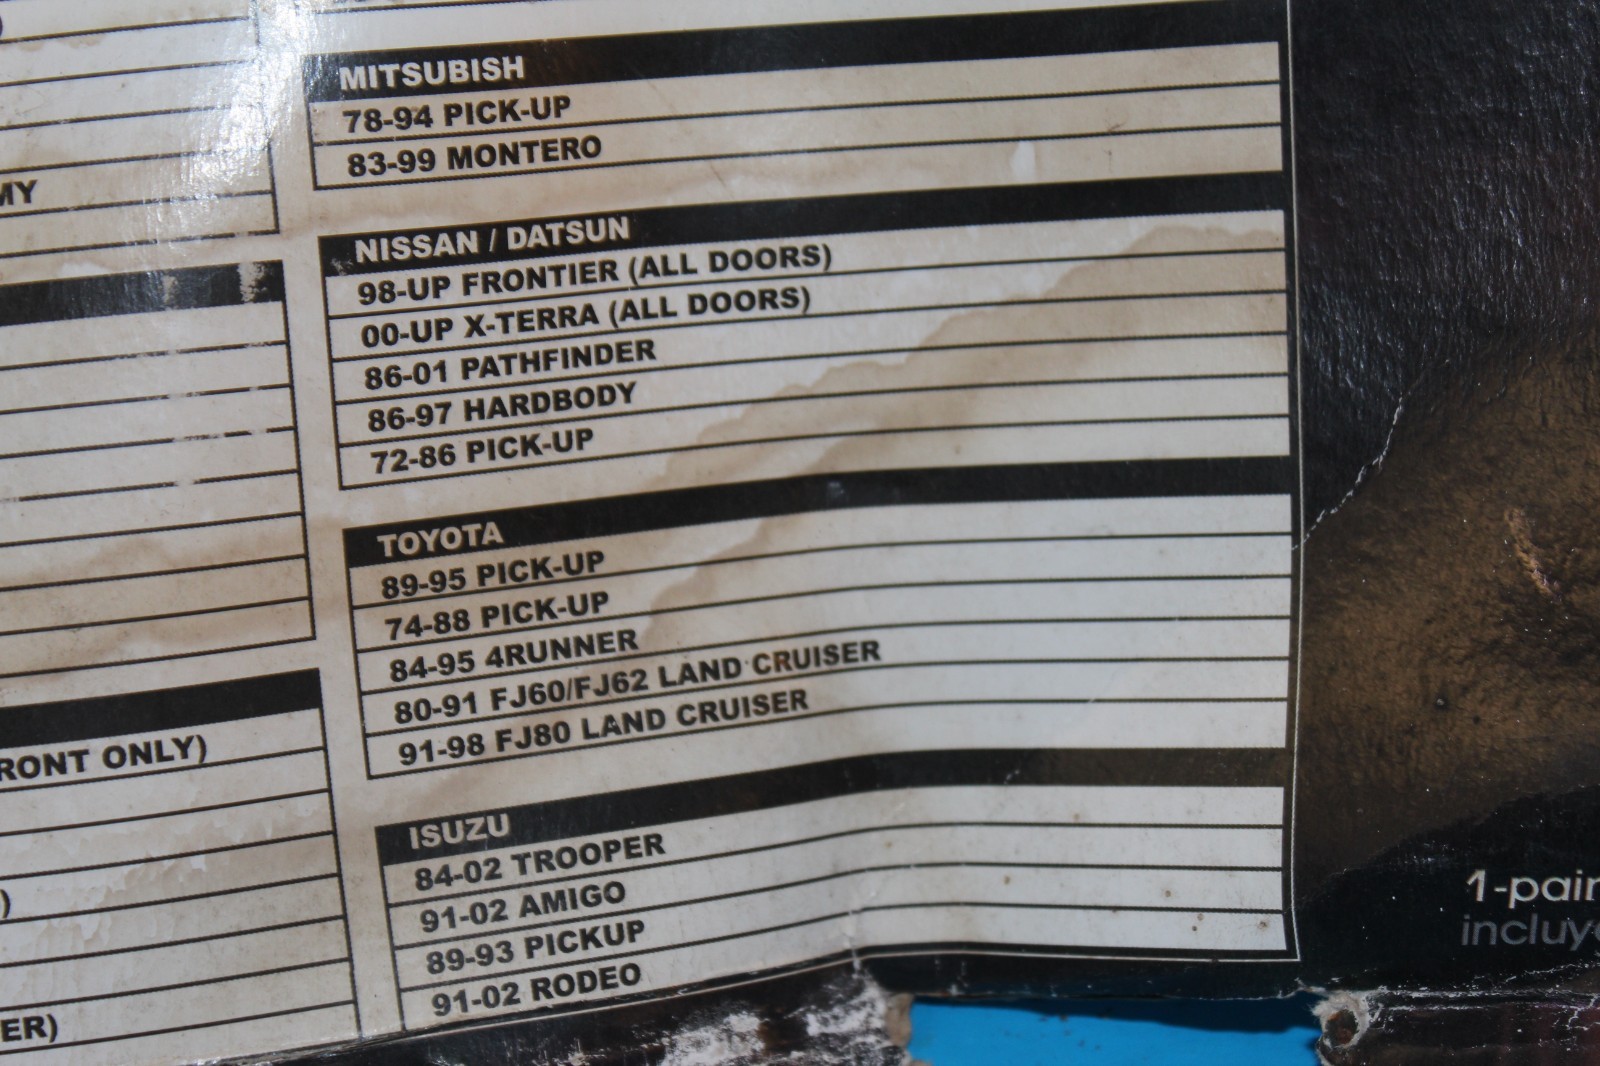 MY
RONT ONLY)
)
ER)
MITSUBISH
78-94 PICK-UP
83-99 MONTERO
NISSAN / DATSUN
98-UP FRONTIER (ALL DOORS)
00-UP X-TERRA (ALL DOORS)
86-01 PATHFINDER
86-97 HARDBODY
72-86 PICK-UP
TOYOTA
89-95 PICK-UP
74-88 PICK-UP
84-95 4RUNNER
80-91 FJ60/FJ62 LAND CRUISER
91-98 FJ80 LAND CRUISER
ISUZU
84-02 TROOPER
91-02 AMIGO
89-93 PICKUP
91-02 RODEO
1-pair
incluy